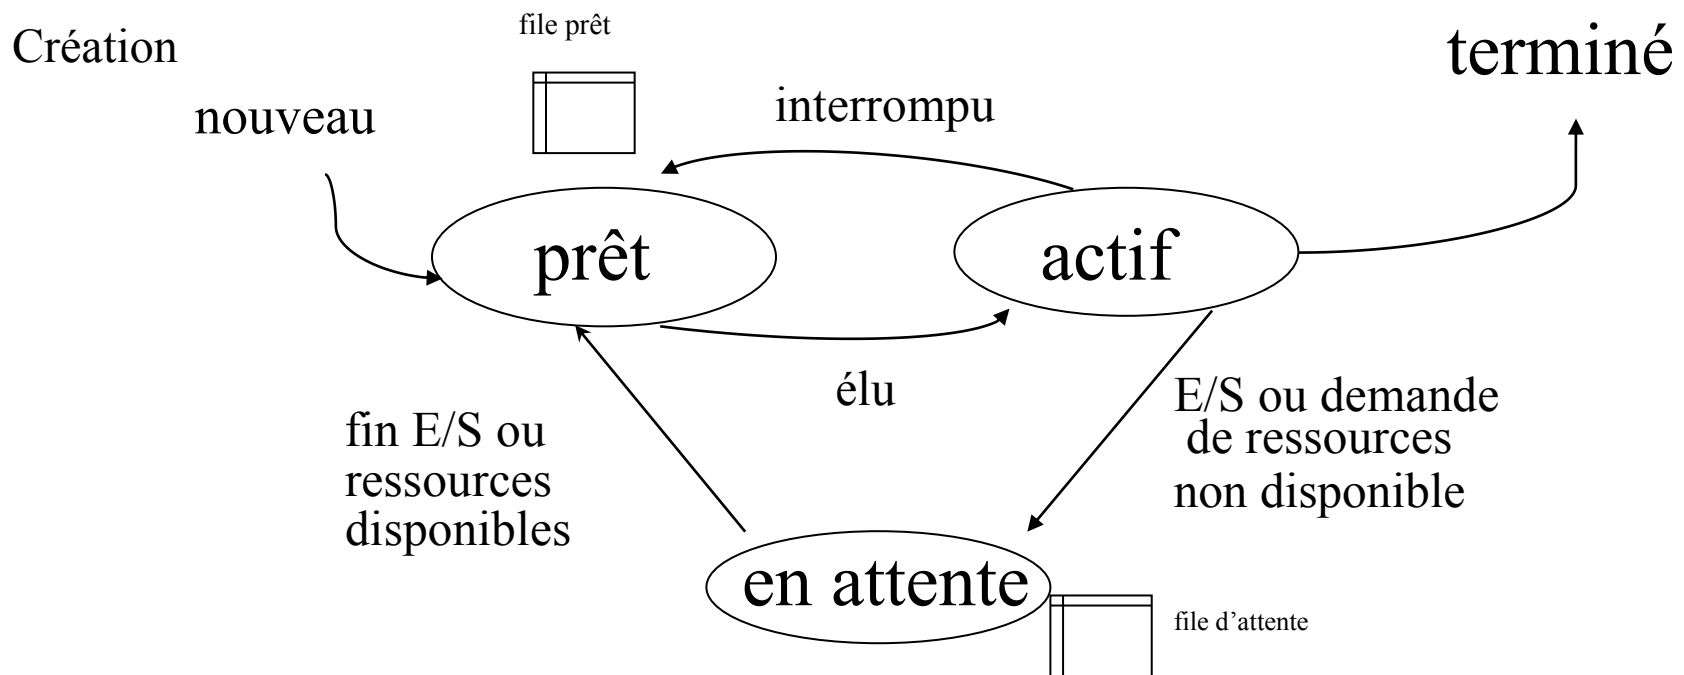 Création
file prêt
terminé
nouveau
interrompu
prêt
actif
élu
fin E/S ou
ressources
disponibles
E/S ou demande
de ressources
non disponible
en attente
file d’attente